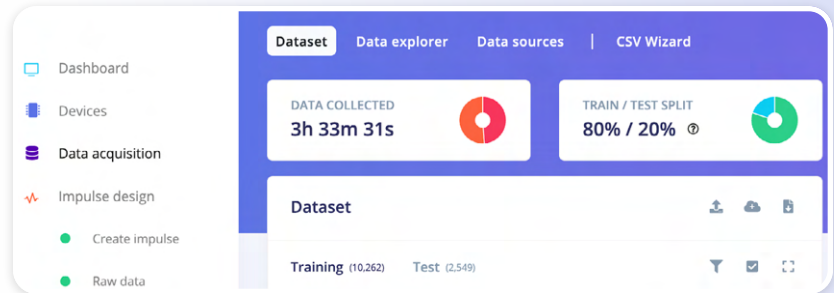 Dashboard
Devices
Data acquisition
Impulse design
Create impulse
Raw data
Dataset Data explorer Data sources | CSV Wizard
DATA COLLECTED
3h 33m 31s
TRAIN / TEST SPLIT
80% / 20% ?
Dataset
Training (10,262) Test (2,549)